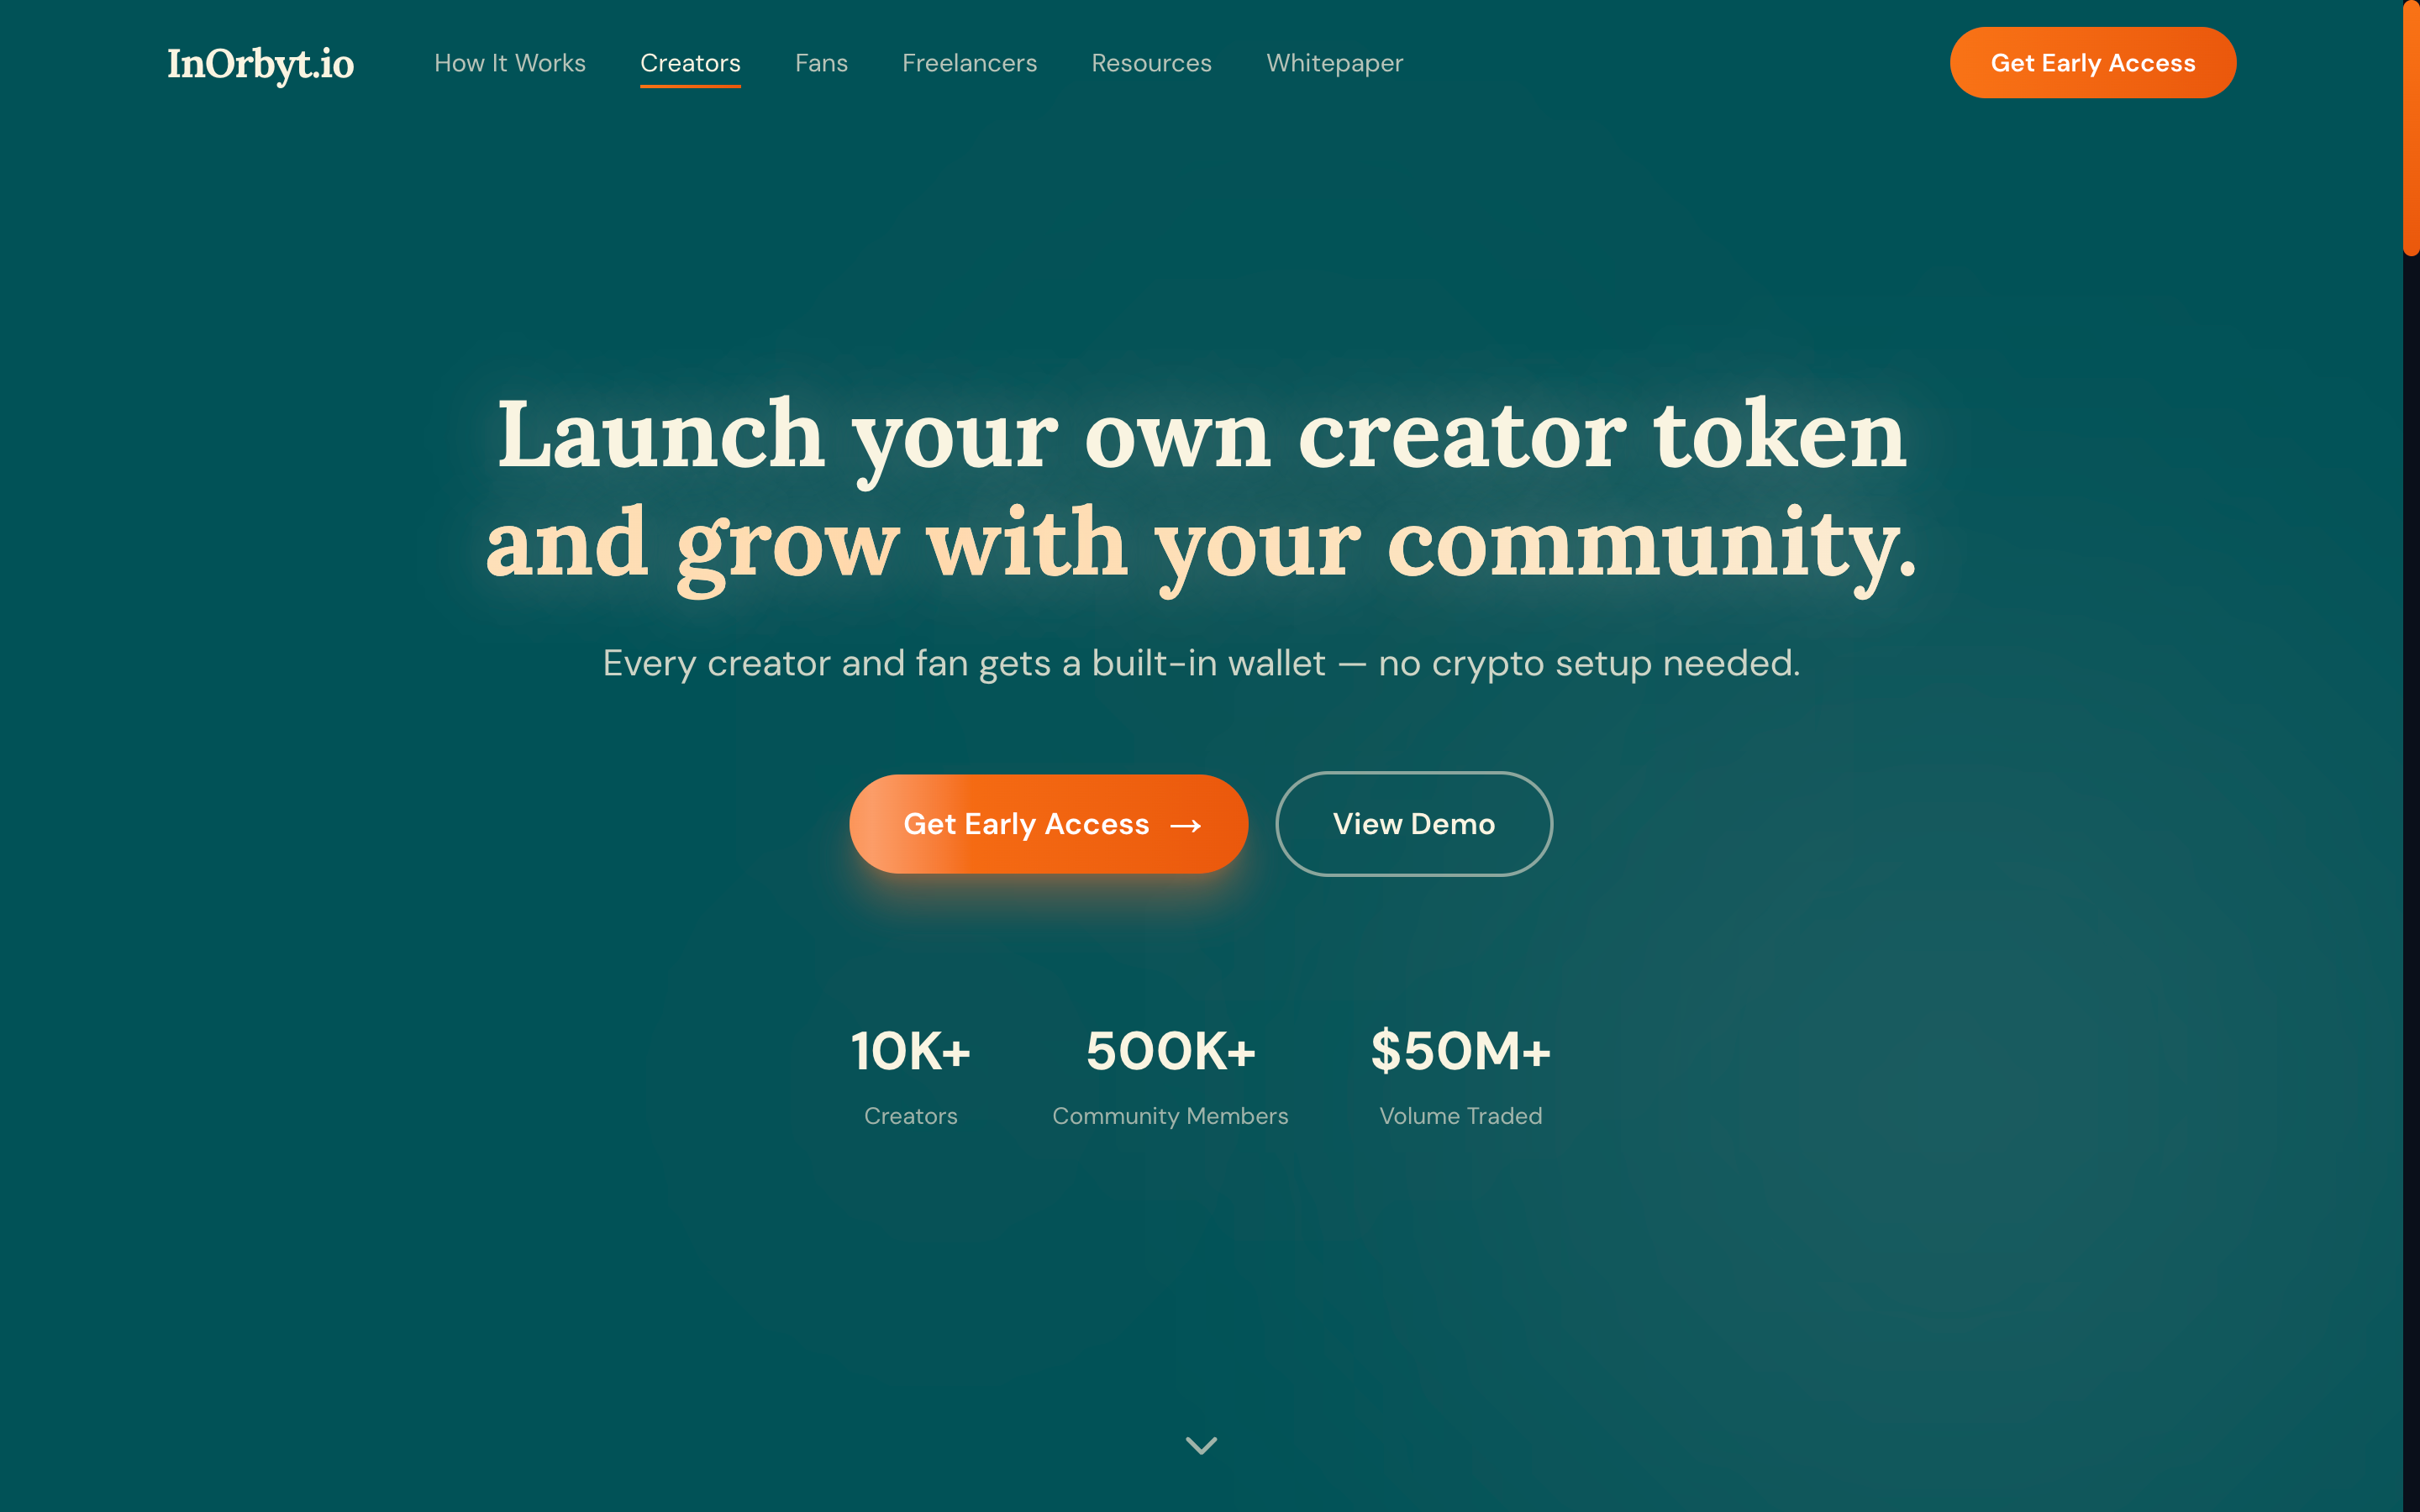 InOrbyt.io
How It Works
Creators
Fans
Freelancers
Resources
Whitepaper
Get Early Access
Launch your own creator token
and grow with your community.
Every creator and fan gets a built-in wallet — no crypto setup needed.
Get Early Access →
View Demo
10K+
Creators
500K+
Community Members
$50M+
Volume Traded